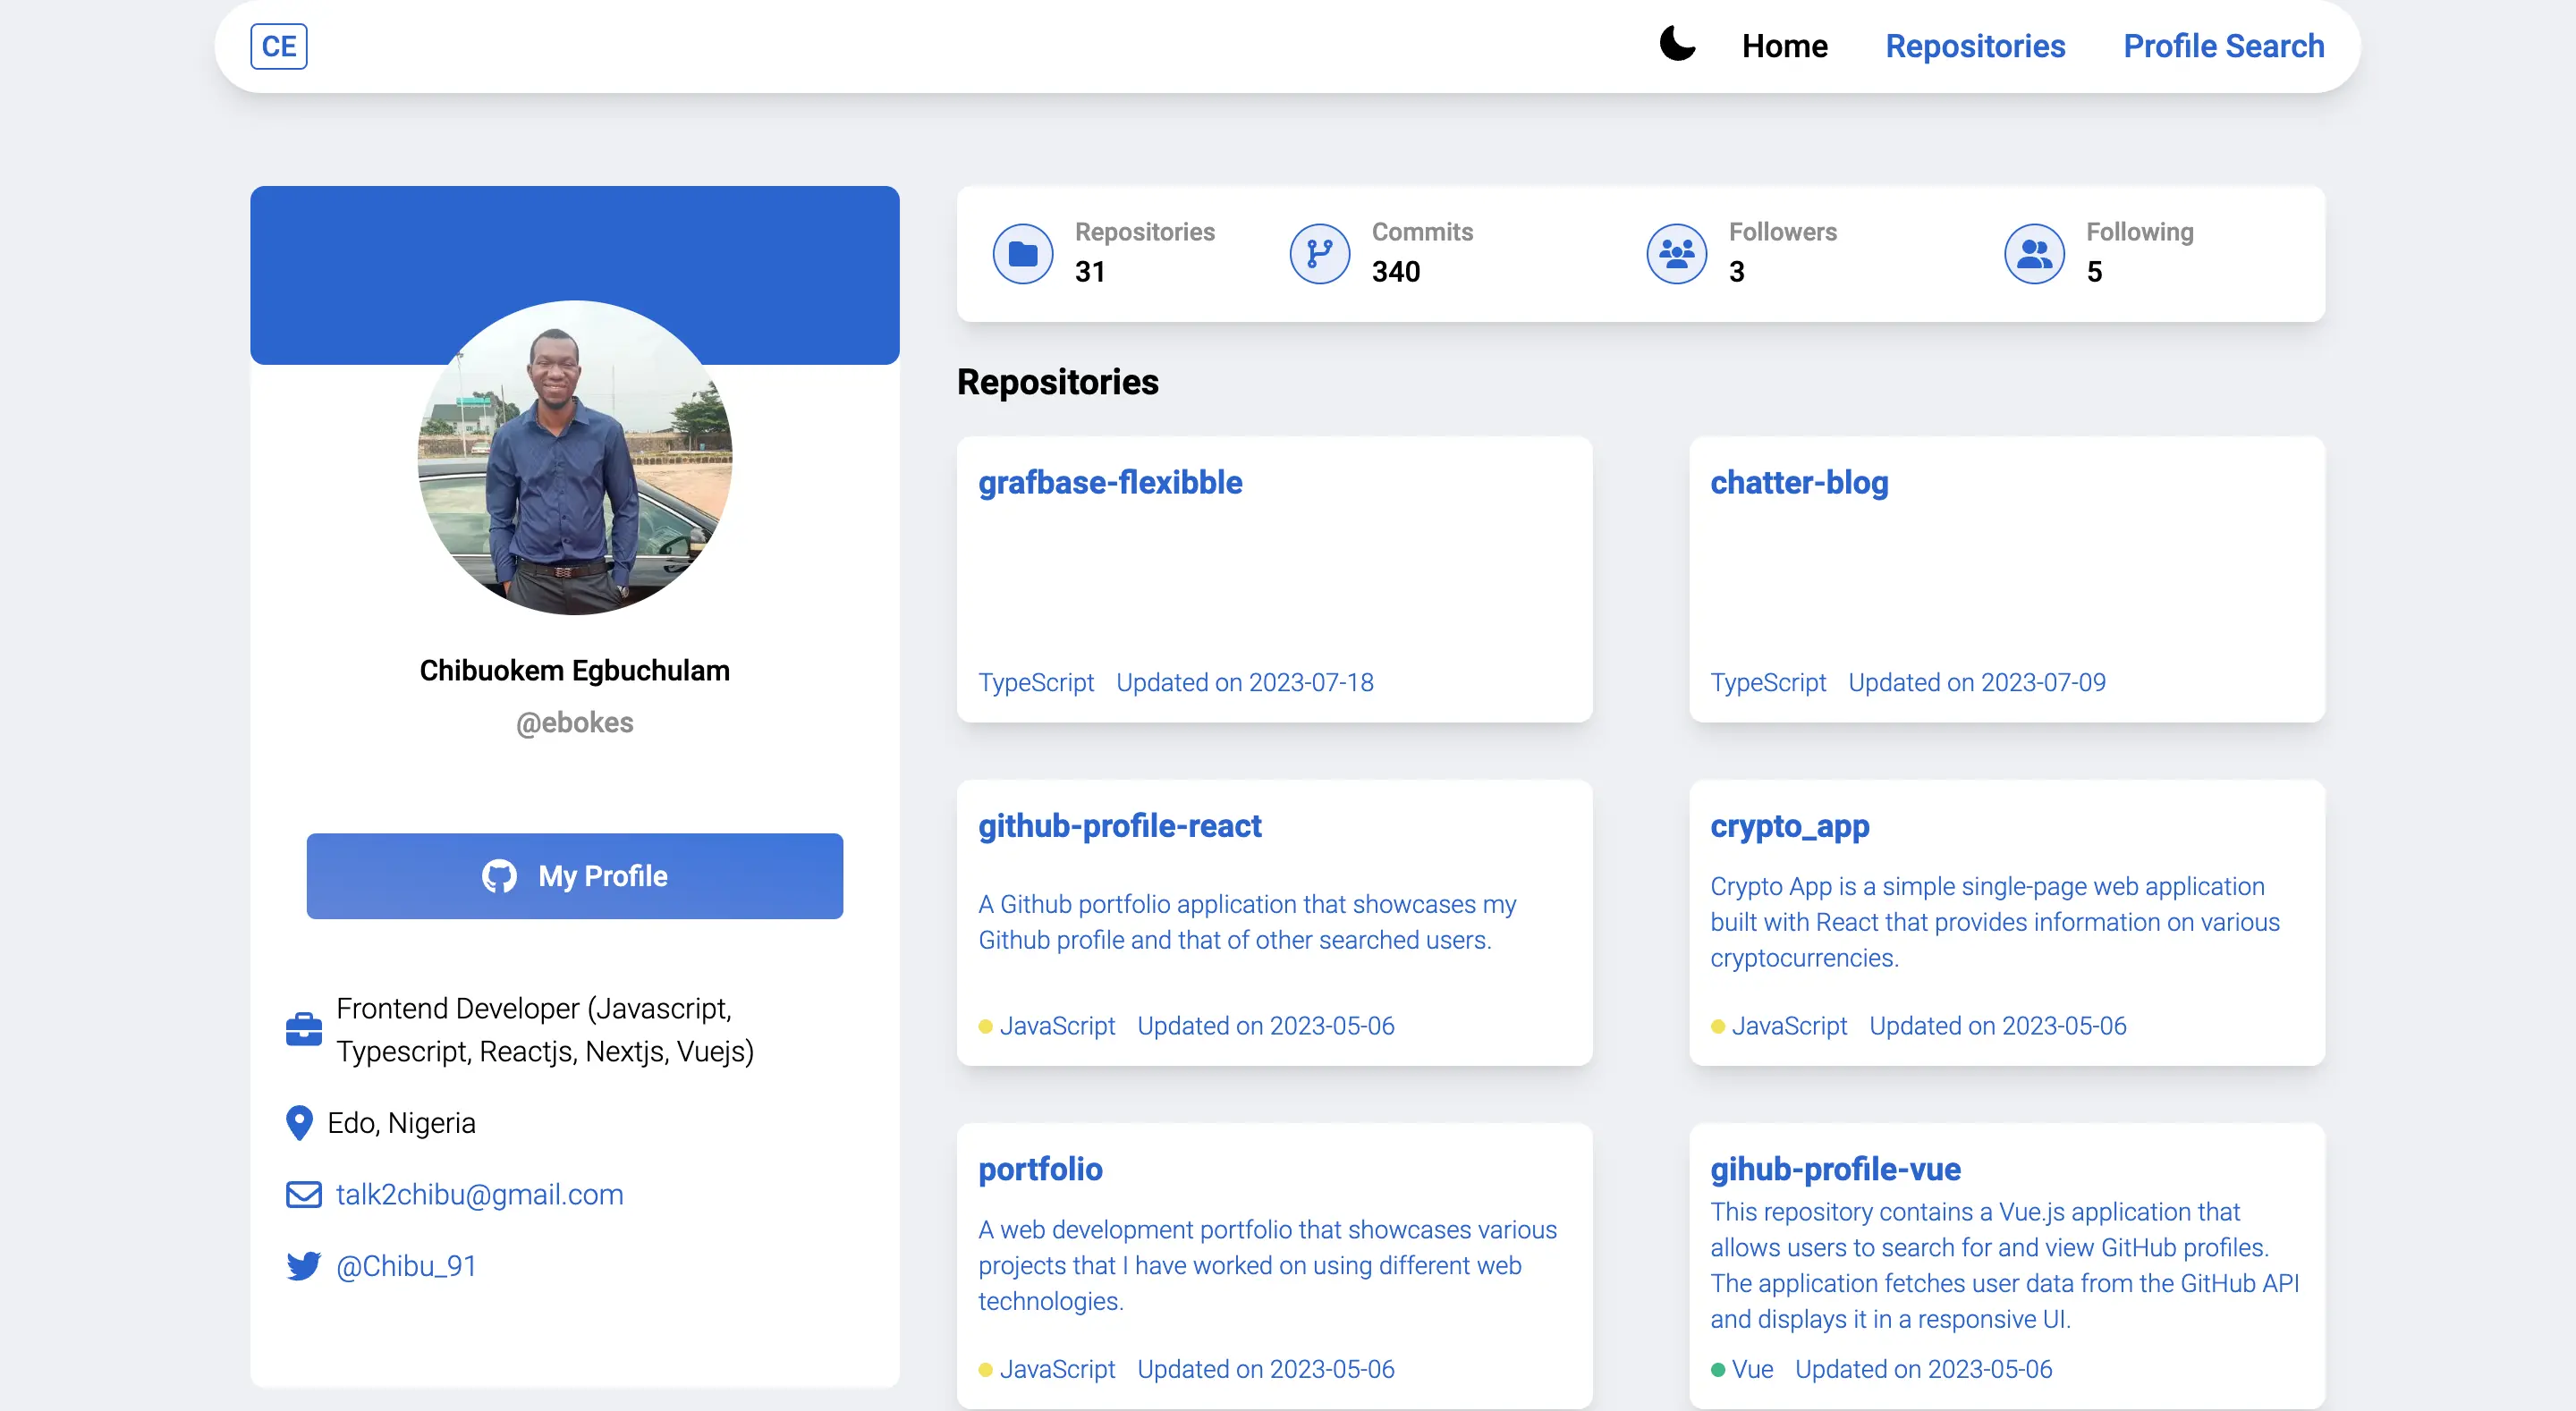 CE
Home
Repositories
Profile Search
Chibuokem Egbuchulam
@ebokes
My Profile
Frontend Developer (Javascript,
Typescript, Reactjs, Nextjs, Vuejs)
Edo, Nigeria
talk2chibu@gmail.com
@Chibu_91
Repositories
31
Commits
340
Followers
3
Following
5
Repositories
grafbase-flexibble
TypeScript Updated on 2023-07-18
chatter-blog
TypeScript Updated on 2023-07-09
github-profile-react
A Github portfolio application that showcases my
Github profile and that of other searched users.
JavaScript Updated on 2023-05-06
crypto_app
Crypto App is a simple single-page web application
built with React that provides information on various
cryptocurrencies.
JavaScript Updated on 2023-05-06
portfolio
A web development portfolio that showcases various
projects that I have worked on using different web
technologies.
JavaScript Updated on 2023-05-06
gihub-profile-vue
This repository contains a Vue.js application that
allows users to search for and view GitHub profiles.
The application fetches user data from the GitHub API
and displays it in a responsive UI.
Vue Updated on 2023-05-06